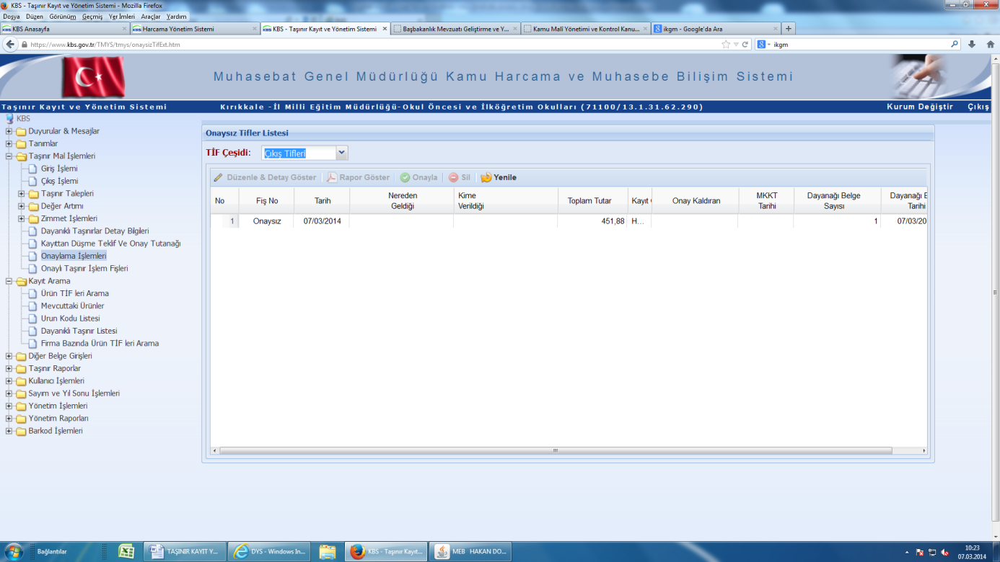 KBS - Taşınır Kayıt ve Yönetim Sistemi - Mozilla Firefox
Dosya Düzen Görünüm Geçmiş Yer İmleri Araçlar Yardım
KBS Anasayfa
Harcama Yönetim Sistemi
KBS - Taşınır Kayıt ve Yönetim Sistemi
Başbakanlık Mevzuatı Geliştirme ve Y...
Kamu Malî Yönetimi ve Kontrol Kanu...
ikgm - Google'da Ara
https://www.kbs.gov.tr/TMYS/tmys/onaysizTifExt.htm
ikgm
Muhasebat Genel Müdürlüğü Kamu Harcama ve Muhasebe Bilişim Sistemi
Taşınır Kayıt ve Yönetim Sistemi
Kırıkkale -İl Milli Eğitim Müdürlüğü-Okul Öncesi ve İlköğretim Okulları (71100/13.1.31.62.290)
Kurum Değiştir Çıkış
KBS
Duyurular & Mesajlar
Tanımlar
Taşınır Mal İşlemleri
Giriş İşlemi
Çıkış İşlemi
Taşınır Talepleri
Değer Artımı
Zimmet İşlemleri
Dayanıklı Taşınırlar Detay Bilgileri
Kayıttan Düşme Teklif Ve Onay Tutanağı
Onaylama İşlemleri
Onaylı Taşınır İşlem Fişleri
Kayıt Arama
Ürün TİF leri Arama
Mevcuttaki Ürünler
Urun Kodu Listesi
Dayanıklı Taşınır Listesi
Firma Bazında Ürün TİF leri Arama
Diğer Belge Girişleri
Taşınır Raporlar
Kullanıcı İşlemleri
Sayım ve Yıl Sonu İşlemleri
Yönetim İşlemleri
Yönetim Raporları
Barkod İşlemleri
Onaysız Tifler Listesi
TİF Çeşidi: Çıkış Tifleri
Düzenle & Detay Göster Rapor Göster Onayla Sil Yenile
No Fiş No Tarih Nereden Geldiği Kime Verildiği Toplam Tutar Kayıt Onay Kaldıran MKKT Tarihi Dayanağı Belge Sayısı Dayanağı B Tarihi
1 Onaysız 07/03/2014 451,88 H... 1 07/03/20
Bağlantılar
TAŞINIR KAYIT Y...
DYS - Windows In...
KBS - Taşınır Kayıt...
MEB HAKAN DO...
10:23
07.03.2014